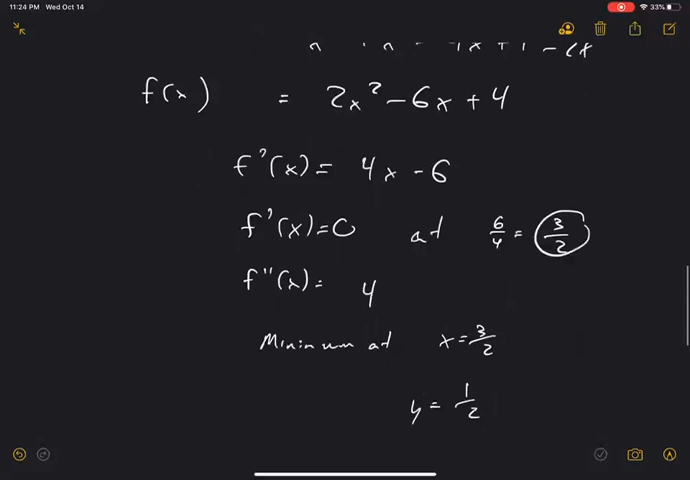 11:24 PM Wed Oct 14 33%
f(x) = 2x² - 6x + 4
f'(x) = 4x - 6
f'(x) = 0 at 6/4 = 3/2
f"(x) = 4
Minimum at x = 3/2
y = 1/2